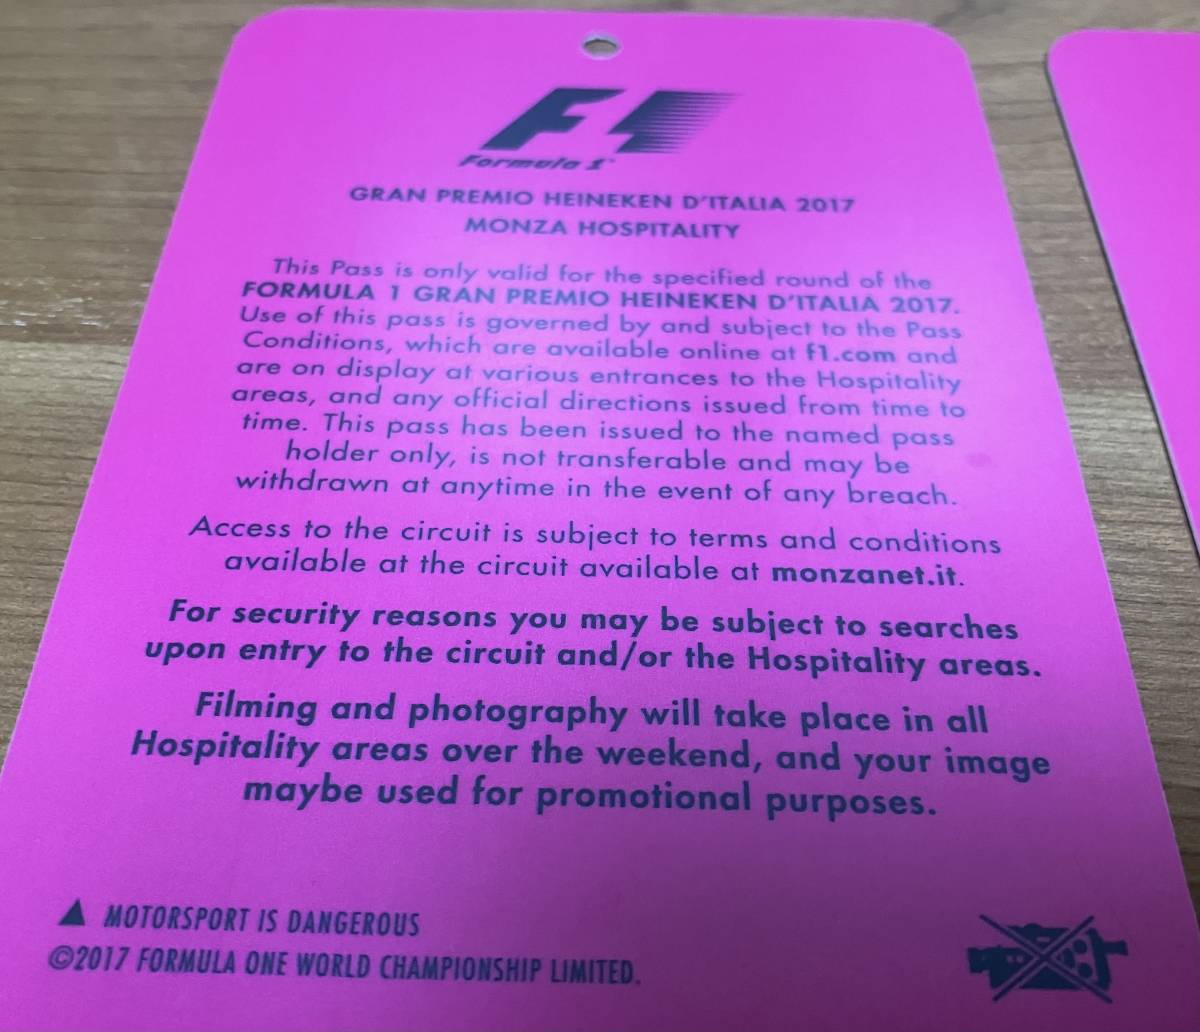 F1
Formula 1
GRAN PREMIO HEINEKEN D'ITALIA 2017
MONZA HOSPITALITY
This Pass is only valid for the specified round of the
FORMULA 1 GRAN PREMIO HEINEKEN D'ITALIA 2017.
Use of this pass is governed by and subject to the Pass
Conditions, which are available online at f1.com and
are on display at various entrances to the Hospitality
areas, and any official directions issued from time to
time. This pass has been issued to the named pass
holder only, is not transferable and may be
withdrawn at anytime in the event of any breach.
Access to the circuit is subject to terms and conditions
available at the circuit available at monzanet.it.
For security reasons you may be subject to searches
upon entry to the circuit and/or the Hospitality areas.
Filming and photography will take place in all
Hospitality areas over the weekend, and your image
maybe used for promotional purposes.
MOTORSPORT IS DANGEROUS
©2017 FORMULA ONE WORLD CHAMPIONSHIP LIMITED.